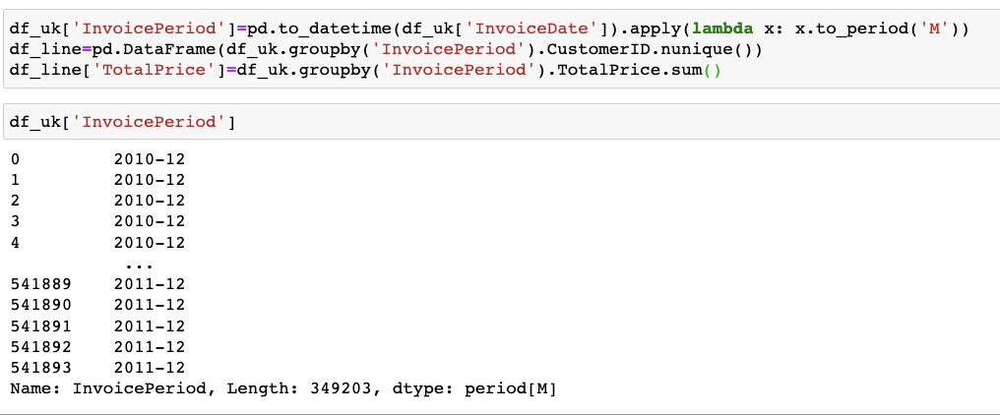 df_uk['InvoicePeriod']=pd.to_datetime(df_uk['InvoiceDate']).apply(lambda x: x.to_period('M'))
df_line=pd.DataFrame(df_uk.groupby('InvoicePeriod').CustomerID.nunique())
df_line['TotalPrice']=df_uk.groupby('InvoicePeriod').TotalPrice.sum()
df_uk['InvoicePeriod']
0         2010-12
1         2010-12
2         2010-12
3         2010-12
4         2010-12
           ...
541889    2011-12
541890    2011-12
541891    2011-12
541892    2011-12
541893    2011-12
Name: InvoicePeriod, Length: 349203, dtype: period[M]